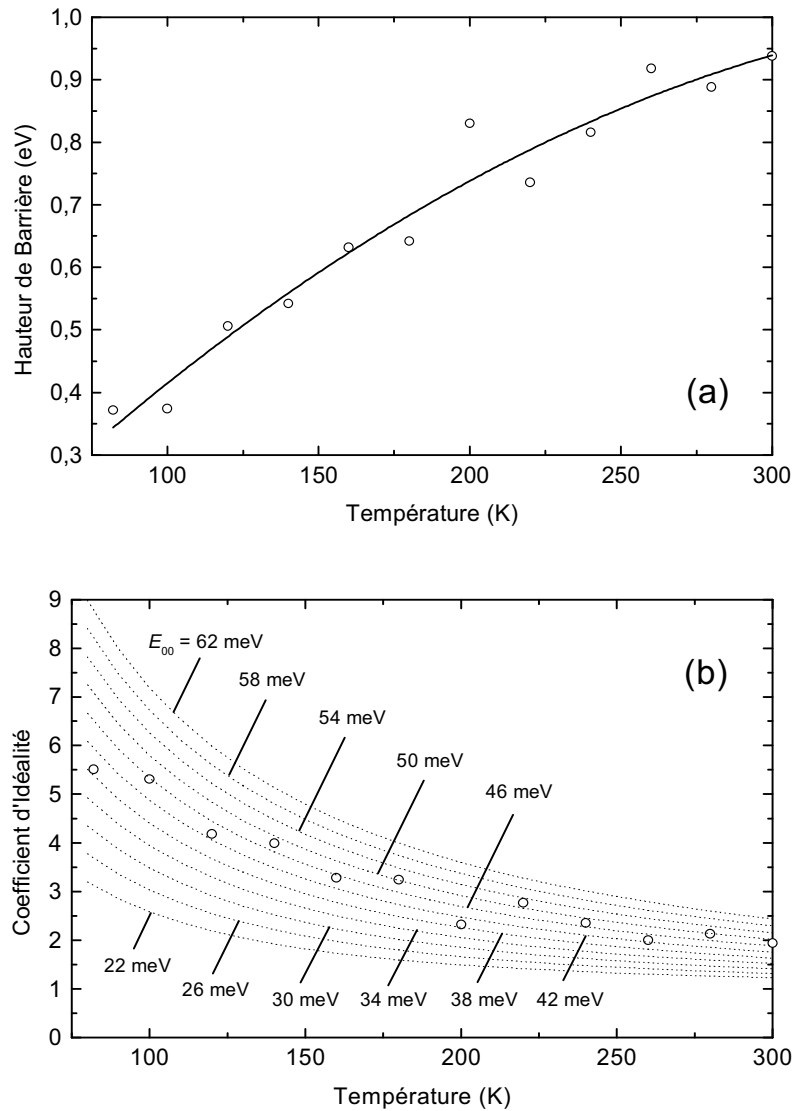 1,0
0,9
0,8
0,7
0,6
0,5
0,4
0,3
Hauteur de Barrière (eV)
(a)
100 150 200 250 300
Température (K)
9
8
7
6
5
4
3
2
1
0
Coefficient d'Idéalité
E00 = 62 meV
58 meV
54 meV
50 meV
46 meV
(b)
22 meV
26 meV
30 meV
34 meV
38 meV
42 meV
100 150 200 250 300
Température (K)